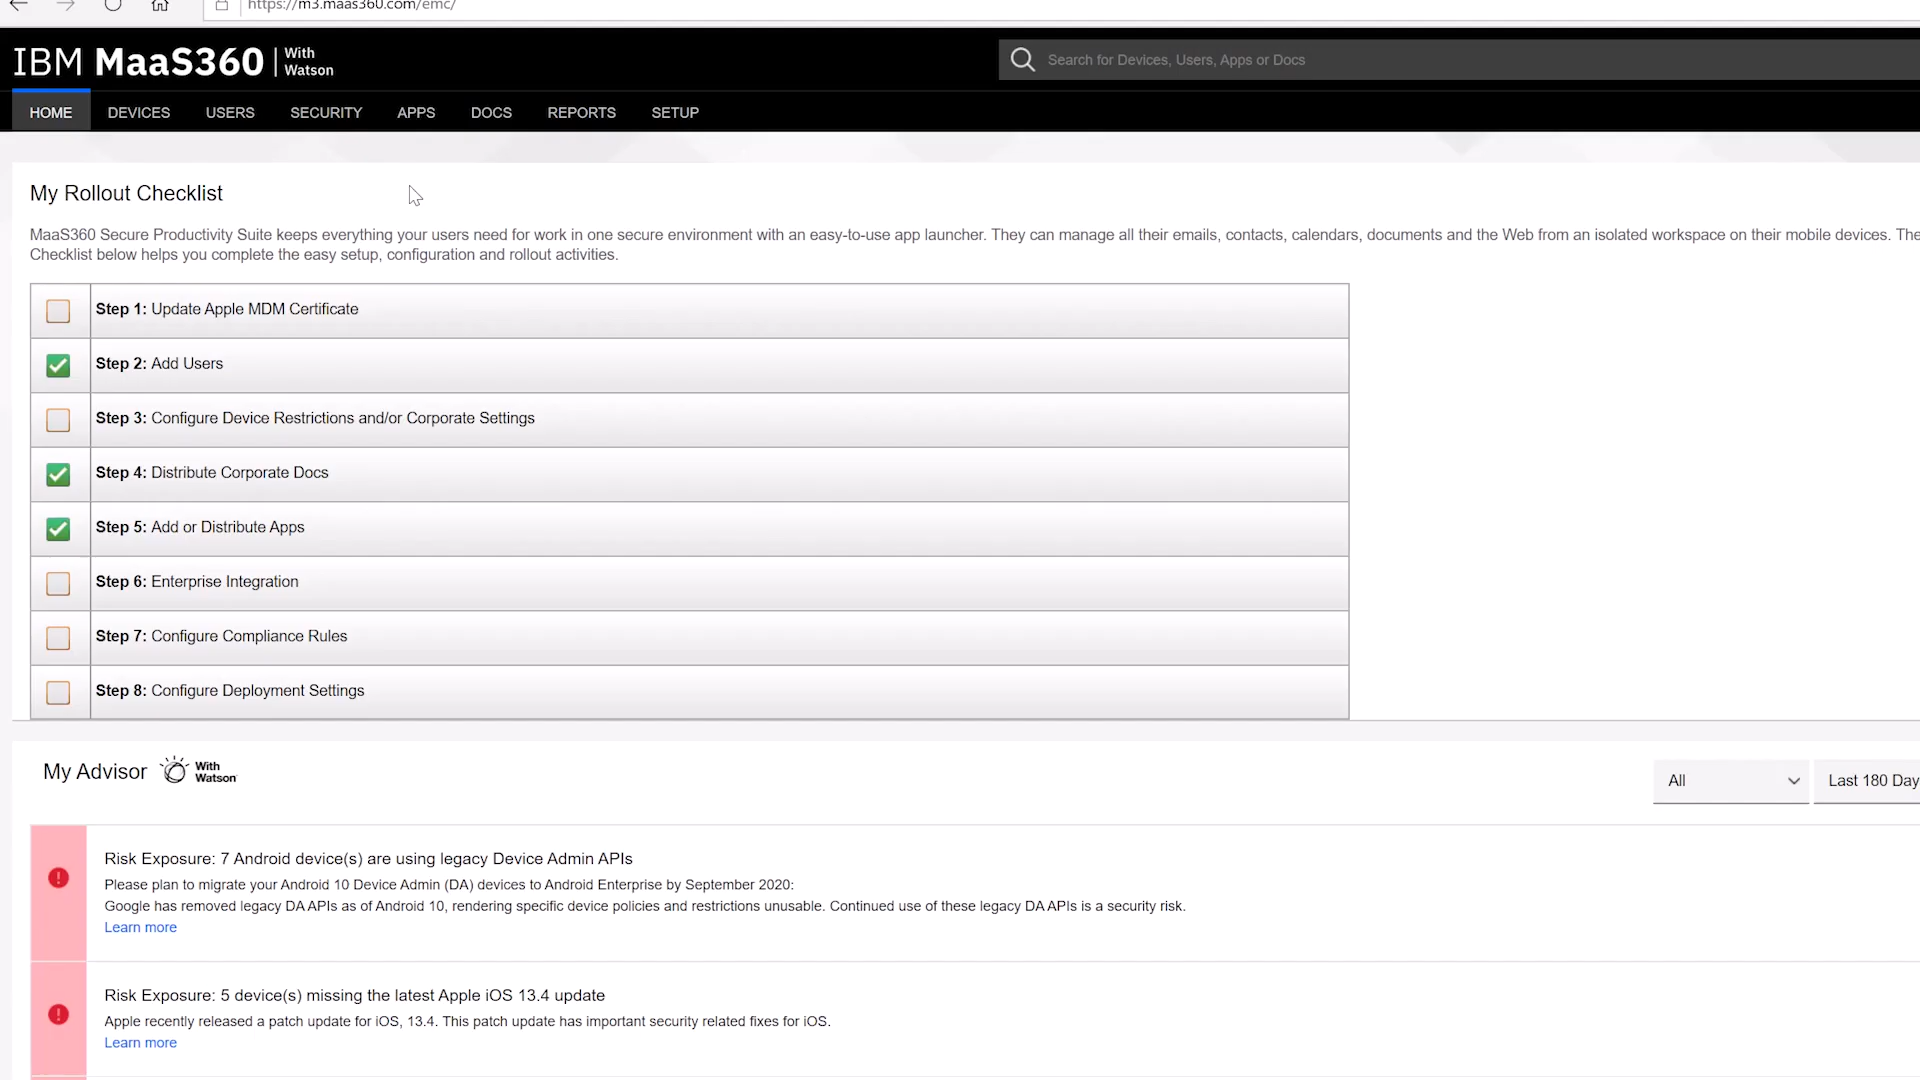 https://m3.maas360.com/emc/
IBM MaaS360 With Watson
Search for Devices, Users, Apps or Docs
HOME DEVICES USERS SECURITY APPS DOCS REPORTS SETUP
My Rollout Checklist
MaaS360 Secure Productivity Suite keeps everything your users need for work in one secure environment with an easy-to-use app launcher. They can manage all their emails, contacts, calendars, documents and the Web from an isolated workspace on their mobile devices. The
Checklist below helps you complete the easy setup, configuration and rollout activities.
Step 1: Update Apple MDM Certificate
Step 2: Add Users
Step 3: Configure Device Restrictions and/or Corporate Settings
Step 4: Distribute Corporate Docs
Step 5: Add or Distribute Apps
Step 6: Enterprise Integration
Step 7: Configure Compliance Rules
Step 8: Configure Deployment Settings
My Advisor With Watson
All Last 180 Day
Risk Exposure: 7 Android device(s) are using legacy Device Admin APIs
Please plan to migrate your Android 10 Device Admin (DA) devices to Android Enterprise by September 2020:
Google has removed legacy DA APIs as of Android 10, rendering specific device policies and restrictions unusable. Continued use of these legacy DA APIs is a security risk.
Learn more
Risk Exposure: 5 device(s) missing the latest Apple iOS 13.4 update
Apple recently released a patch update for iOS, 13.4. This patch update has important security related fixes for iOS.
Learn more